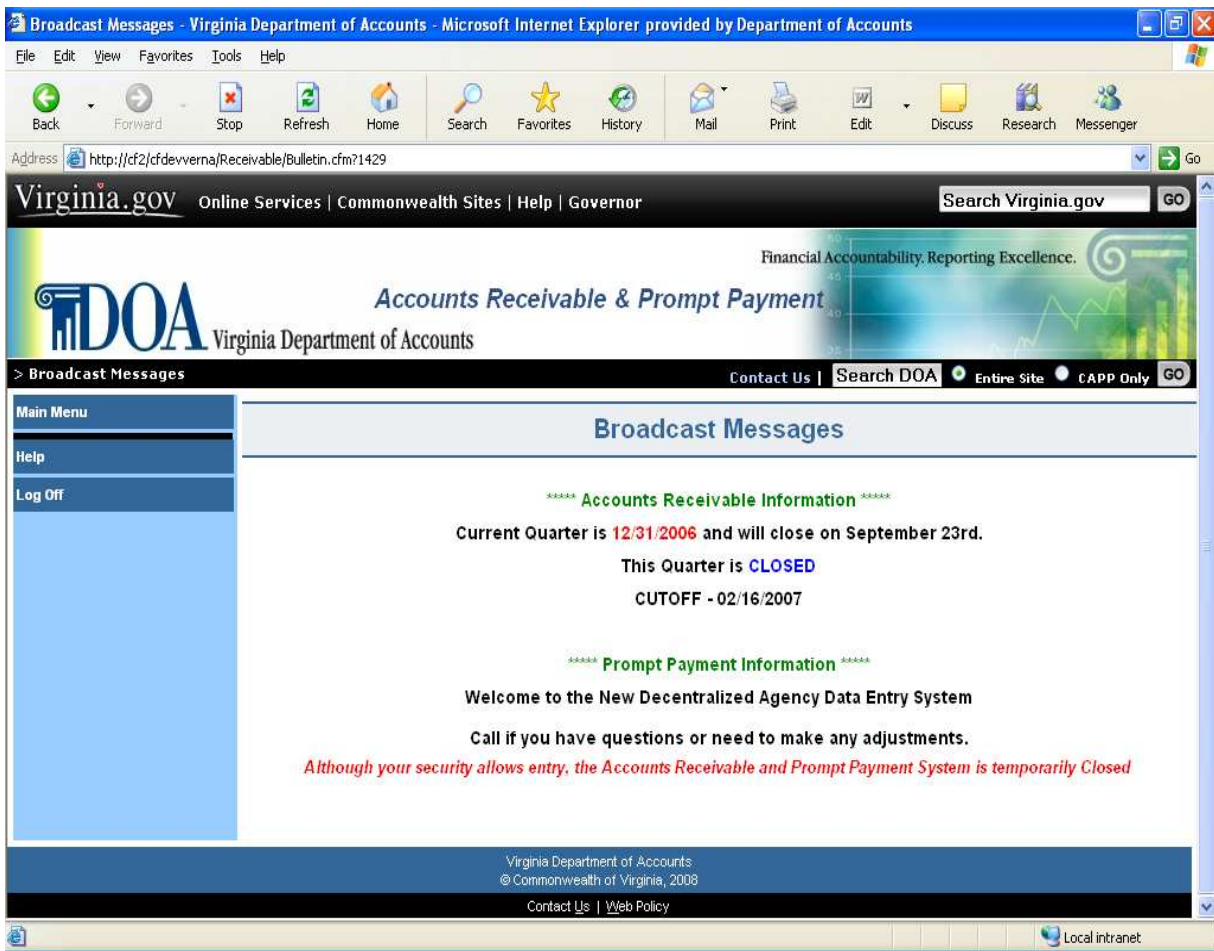 Broadcast Messages - Virginia Department of Accounts - Microsoft Internet Explorer provided by Department of Accounts
File Edit View Favorites Tools Help
Back Forward Stop Refresh Home Search Favorites History Mail Print Edit Discuss Research Messenger
Address http://cf2/cfdevverna/Receivable/Bulletin.cfm?1429 Go
Virginia.gov Online Services | Commonwealth Sites | Help | Governor Search Virginia.gov GO
Financial Accountability. Reporting Excellence.
Accounts Receivable & Prompt Payment
DOA Virginia Department of Accounts
> Broadcast Messages Contact Us | Search DOA Entire Site CAPP Only GO
Main Menu
Help
Log Off
Broadcast Messages
***** Accounts Receivable Information *****
Current Quarter is 12/31/2006 and will close on September 23rd.
This Quarter is CLOSED
CUTOFF - 02/16/2007
***** Prompt Payment Information *****
Welcome to the New Decentralized Agency Data Entry System
Call if you have questions or need to make any adjustments.
Although your security allows entry, the Accounts Receivable and Prompt Payment System is temporarily Closed
Virginia Department of Accounts
© Commonwealth of Virginia, 2008
Contact Us | Web Policy
Local intranet